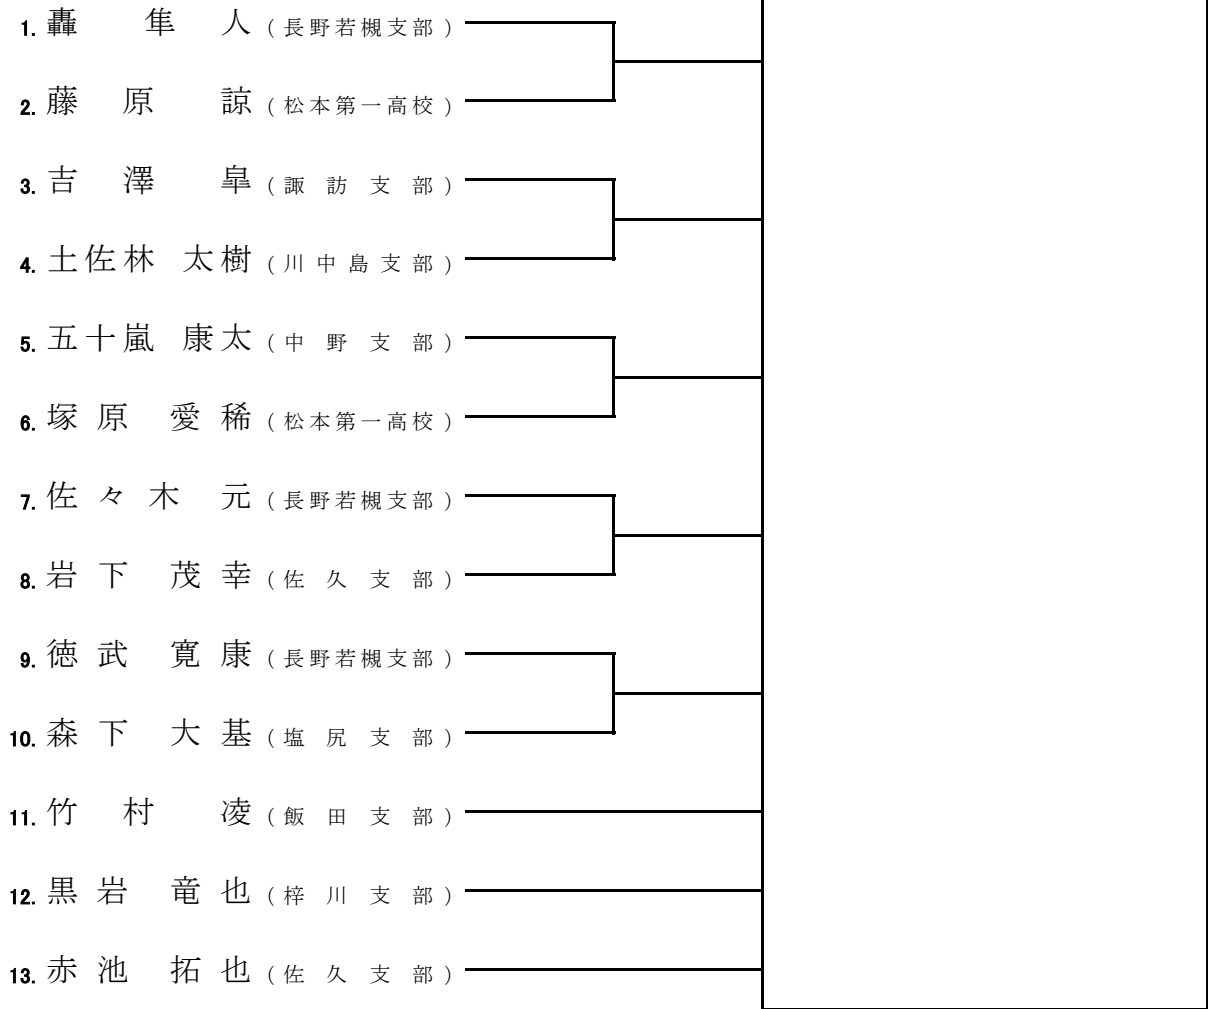 1. 轟 隼 人 (長野若槻支部)
2. 藤 原 諒 (松本第一高校)
3. 吉 澤 皐 (諏訪支部)
4. 土佐林 太樹 (川中島支部)
5. 五十嵐 康太 (中野支部)
6. 塚原 愛稀 (松本第一高校)
7. 佐々木 元 (長野若槻支部)
8. 岩下 茂幸 (佐久支部)
9. 徳武 寛康 (長野若槻支部)
10. 森下 大基 (塩尻支部)
11. 竹村 凌 (飯田支部)
12. 黒岩 竜也 (梓川支部)
13. 赤池 拓也 (佐久支部)